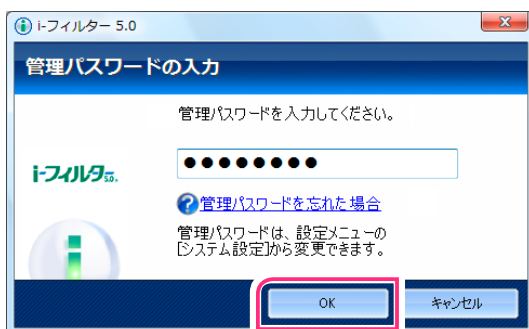 i-フィルター 5.0
管理パスワードの入力
管理パスワードを入力してください。
i-フィルター5.0
●●●●●●●●
管理パスワードを忘れた場合
管理パスワードは、設定メニューの
[システム設定]から変更できます。
OK
キャンセル